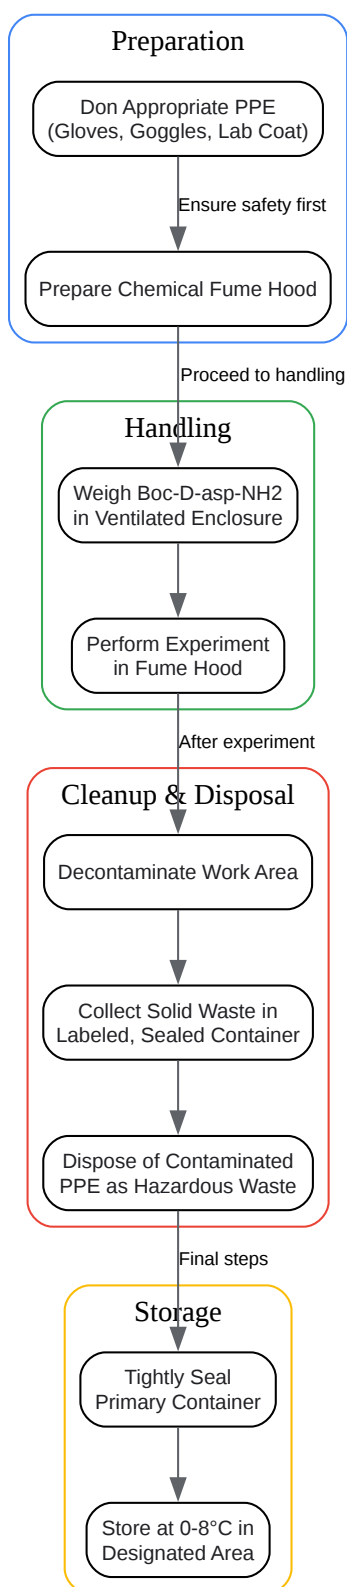 Preparation
Don Appropriate PPE
(Gloves, Goggles, Lab Coat)
Ensure safety first
Prepare Chemical Fume Hood
Proceed to handling
Handling
Weigh Boc-D-asp-NH2
in Ventilated Enclosure
Perform Experiment
in Fume Hood
After experiment
Cleanup & Disposal
Decontaminate Work Area
Collect Solid Waste in
Labeled, Sealed Container
Dispose of Contaminated
PPE as Hazardous Waste
Final steps
Storage
Tightly Seal
Primary Container
Store at 0-8°C in
Designated Area